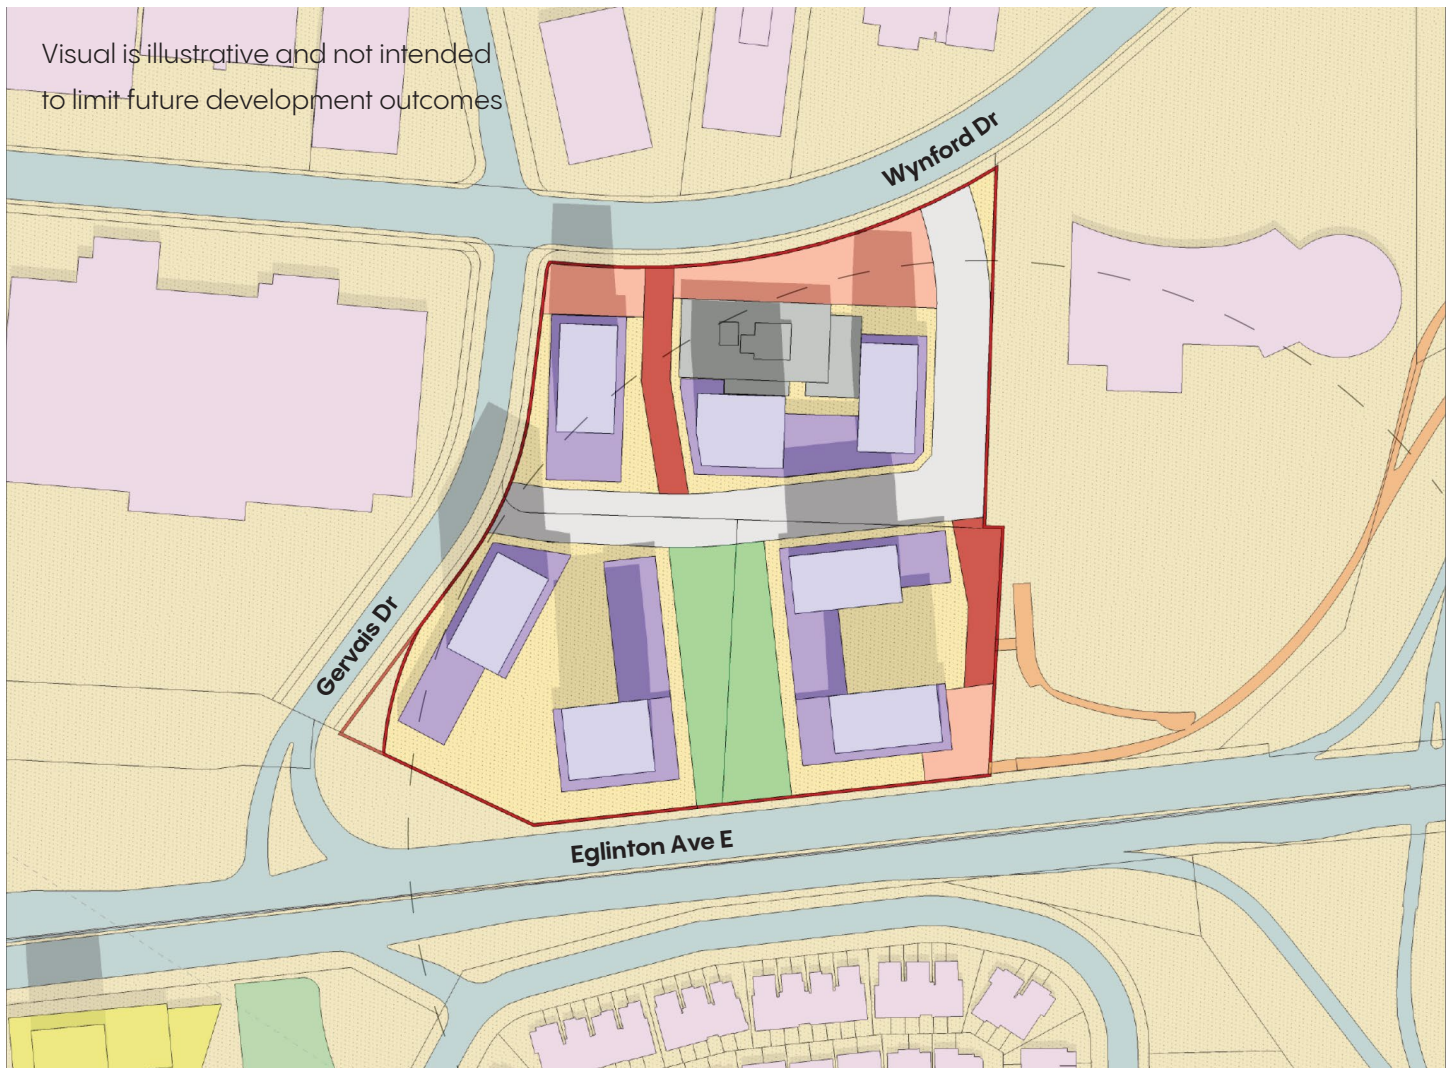 Visual is illustrative and not intended
to limit future development outcomes
Wynford Dr
Gervais Dr
Eglinton Ave E